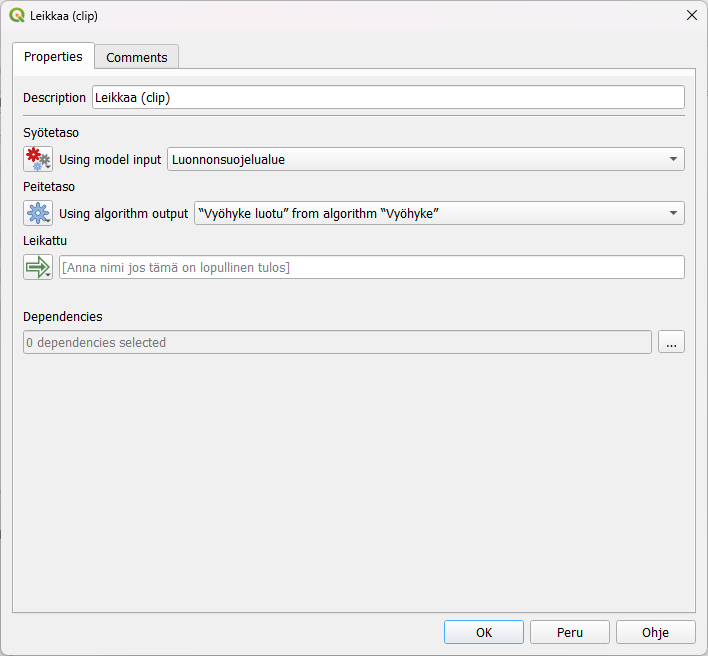 Leikkaa (clip)
Properties
Comments
Description
Leikkaa (clip)
Syötetaso
Using model input
Luonnonsuojelualue
Peitetaso
Using algorithm output
“Vyöhyke luotu” from algorithm “Vyöhyke”
Leikattu
[Anna nimi jos tämä on lopullinen tulos]
Dependencies
0 dependencies selected
...
OK
Peru
Ohje